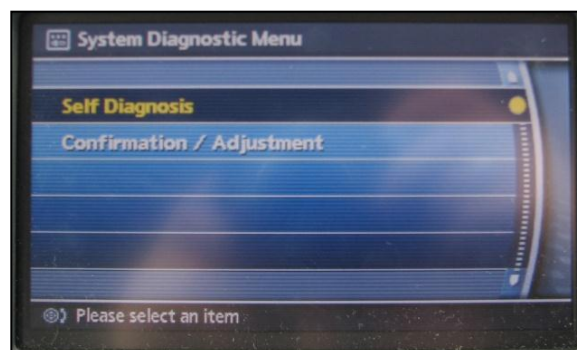 System Diagnostic Menu
Self Diagnosis
Confirmation / Adjustment
Please select an item